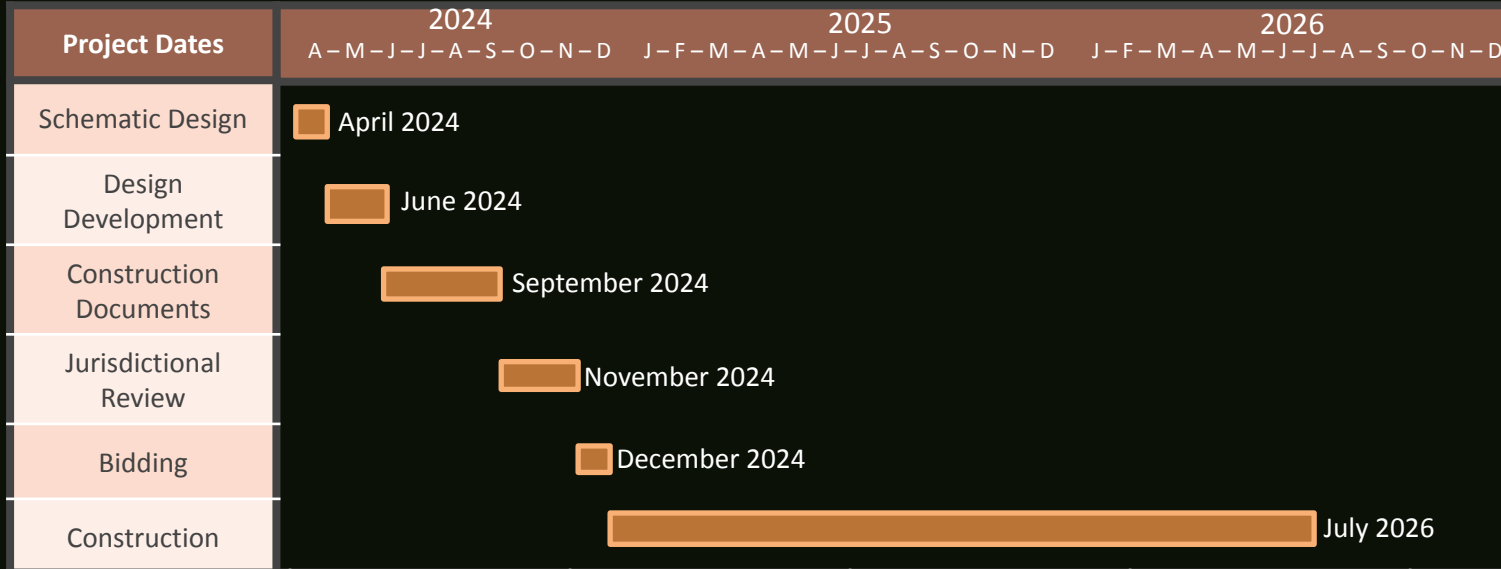 Project Dates
2024
A – M – J – J – A – S – O – N – D
2025
J – F – M – A – M – J – J – A – S – O – N – D
2026
J – F – M – A – M – J – J – A – S – O – N – D
Schematic Design
April 2024
Design
Development
June 2024
Construction
Documents
September 2024
Jurisdictional
Review
November 2024
Bidding
December 2024
Construction
July 2026